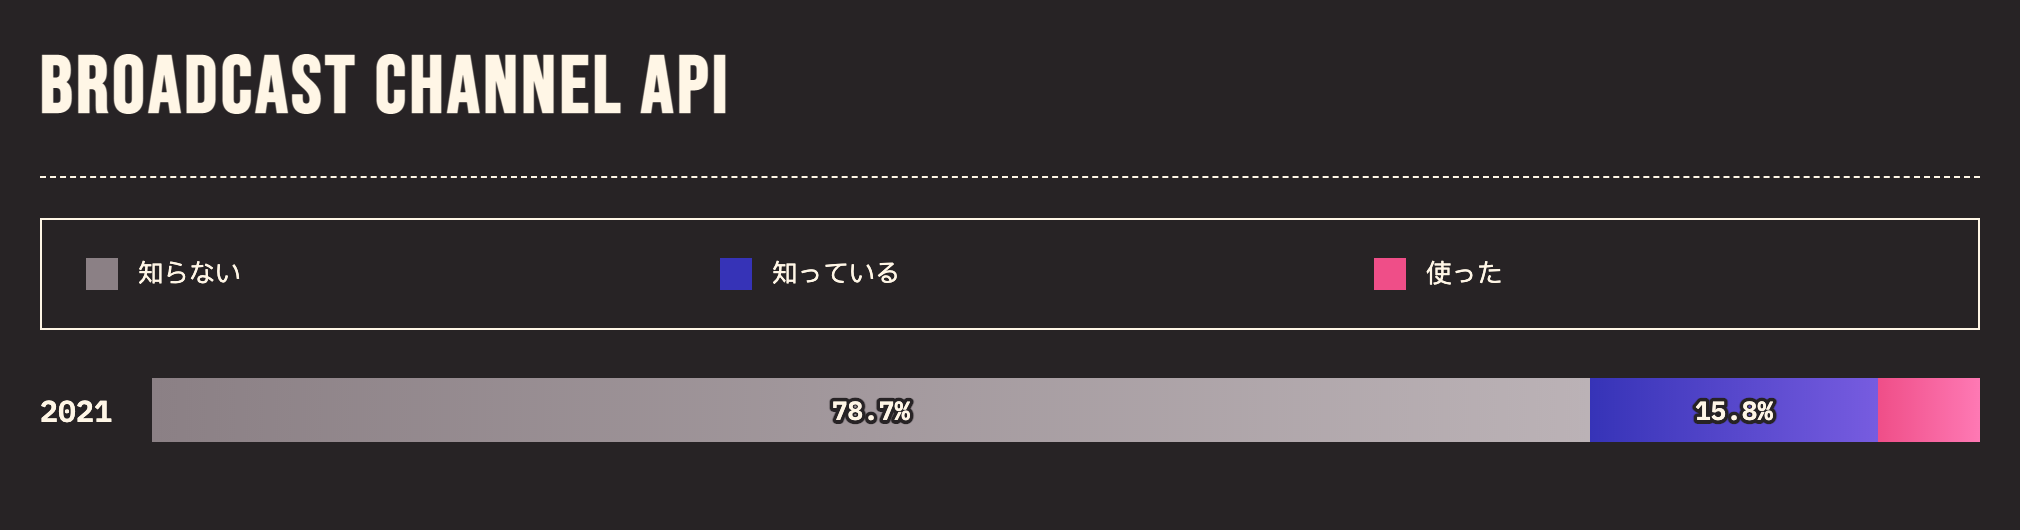 BROADCAST CHANNEL API
知らない 知っている 使った
2021 78.7% 15.8%